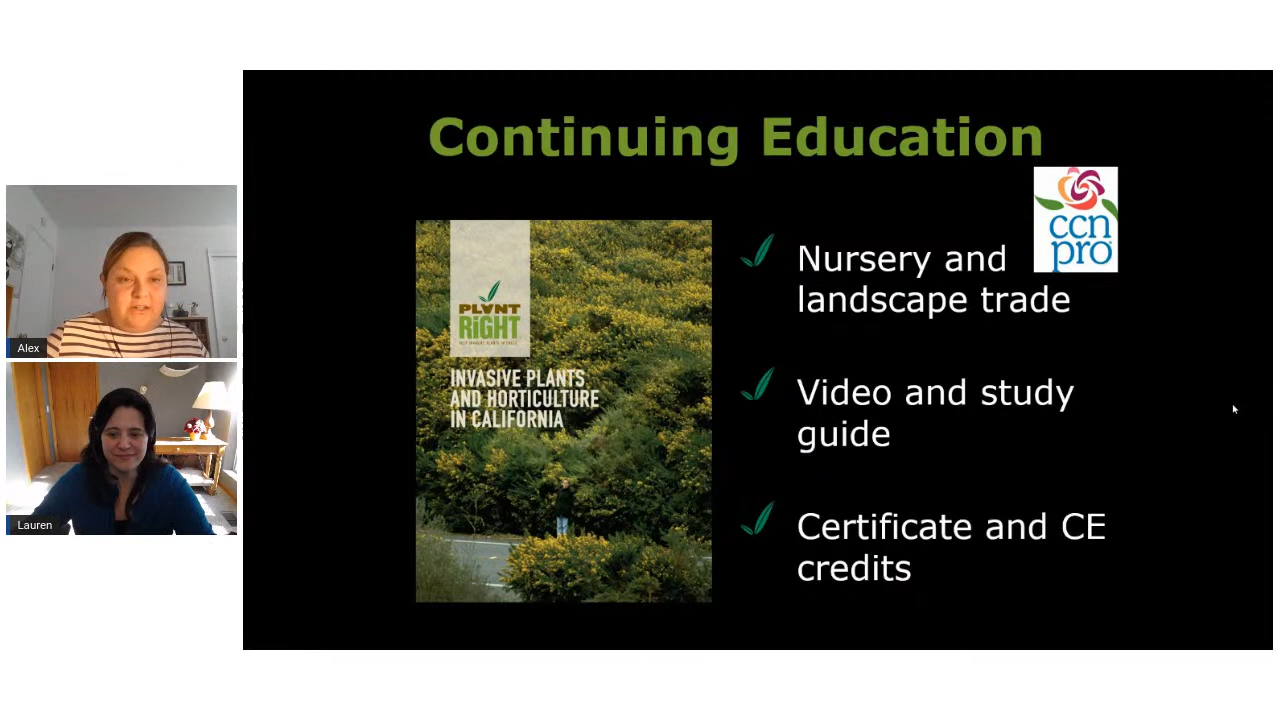 Continuing Education
ccn
pro
Nursery and
landscape trade
Video and study
guide
Certificate and CE
credits
PLANT
RiGHT
INVASIVE PLANTS
AND HORTICULTURE
IN CALIFORNIA
Alex
Lauren